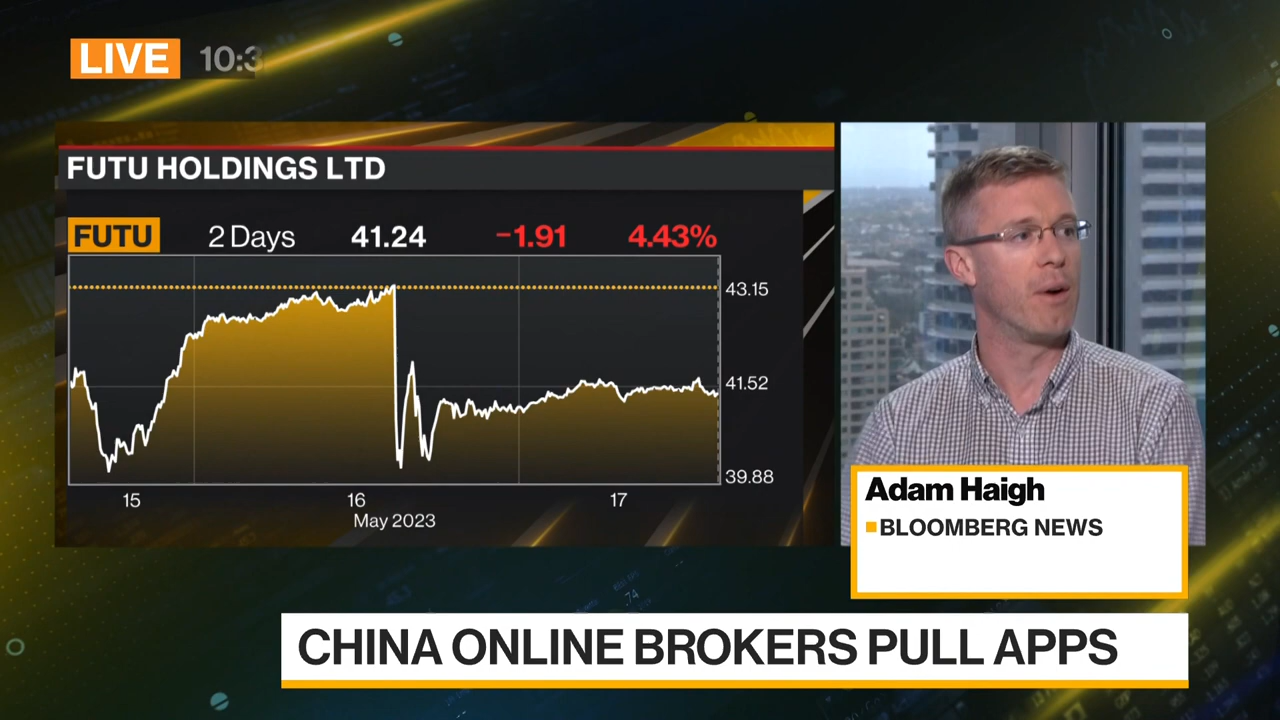 LIVE 10:3
FUTU HOLDINGS LTD
FUTU 2 Days 41.24 −1.91 4.43%
43.15
41.52
39.88
15 16 17
May 2023
Adam Haigh
BLOOMBERG NEWS
.74
CHINA ONLINE BROKERS PULL APPS